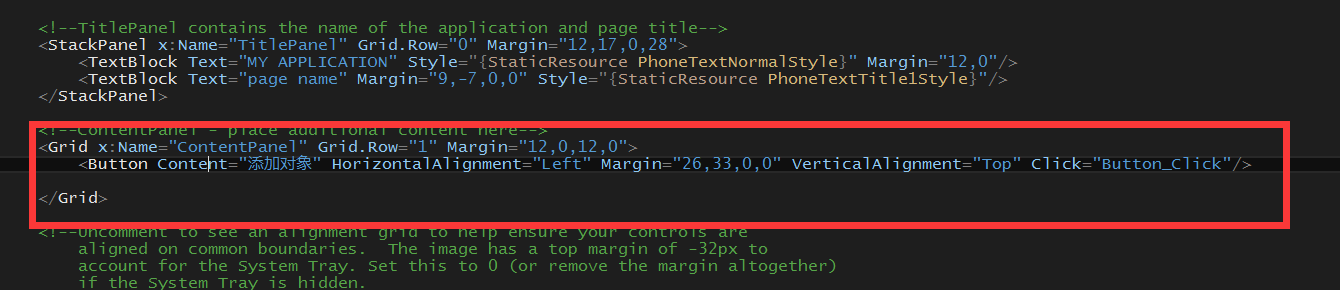 <!--TitlePanel contains the name of the application and page title-->
<StackPanel x:Name="TitlePanel" Grid.Row="0" Margin="12,17,0,28">
<TextBlock Text="MY APPLICATION" Style="{StaticResource PhoneTextNormalStyle}" Margin="12,0"/>
<TextBlock Text="page name" Margin="9,-7,0,0" Style="{StaticResource PhoneTextTitle1Style}"/>
</StackPanel>
<!--ContentPanel - place additional content here-->
<Grid x:Name="ContentPanel" Grid.Row="1" Margin="12,0,12,0">
<Button Content="添加对象" HorizontalAlignment="Left" Margin="26,33,0,0" VerticalAlignment="Top" Click="Button_Click"/>
</Grid>
<!--Uncomment to see an alignment grid to help ensure your controls are
aligned on common boundaries.  The image has a top margin of -32px to
account for the System Tray. Set this to 0 (or remove the margin altogether)
if the System Tray is hidden.